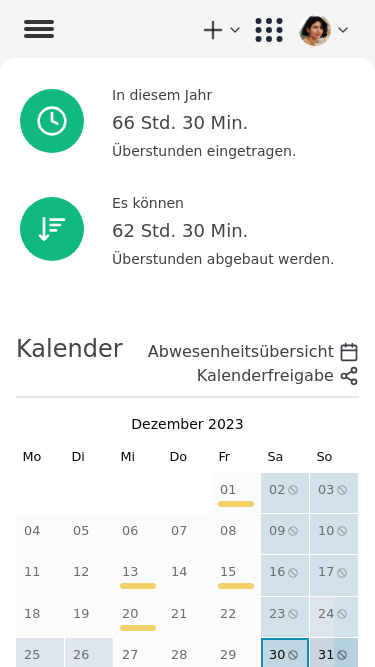 In diesem Jahr
66 Std. 30 Min.
Überstunden eingetragen.
Es können
62 Std. 30 Min.
Überstunden abgebaut werden.
Kalender
Abwesenheitsübersicht
Kalenderfreigabe
Dezember 2023
Mo Di Mi Do Fr Sa So
01 02 03
04 05 06 07 08 09 10
11 12 13 14 15 16 17
18 19 20 21 22 23 24
25 26 27 28 29 30 31